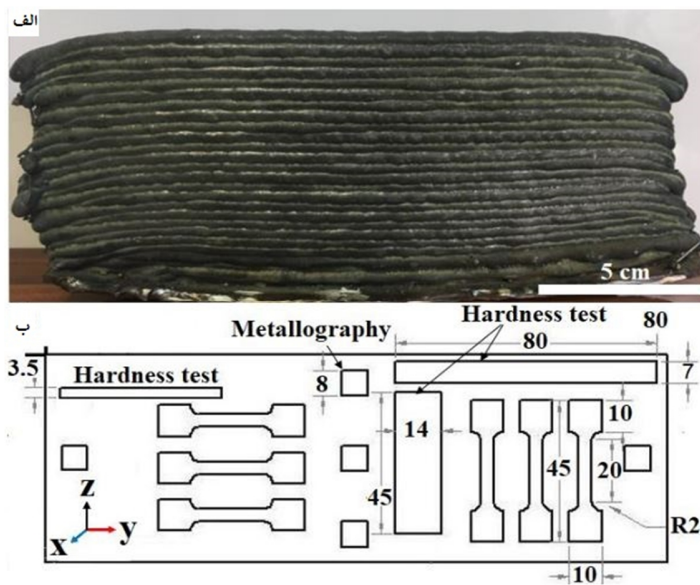 الف
5 cm
ب
Metallography
Hardness test
80
80
3.5
Hardness test
8
7
10
14
45
45
20
z
y
x
R2
10